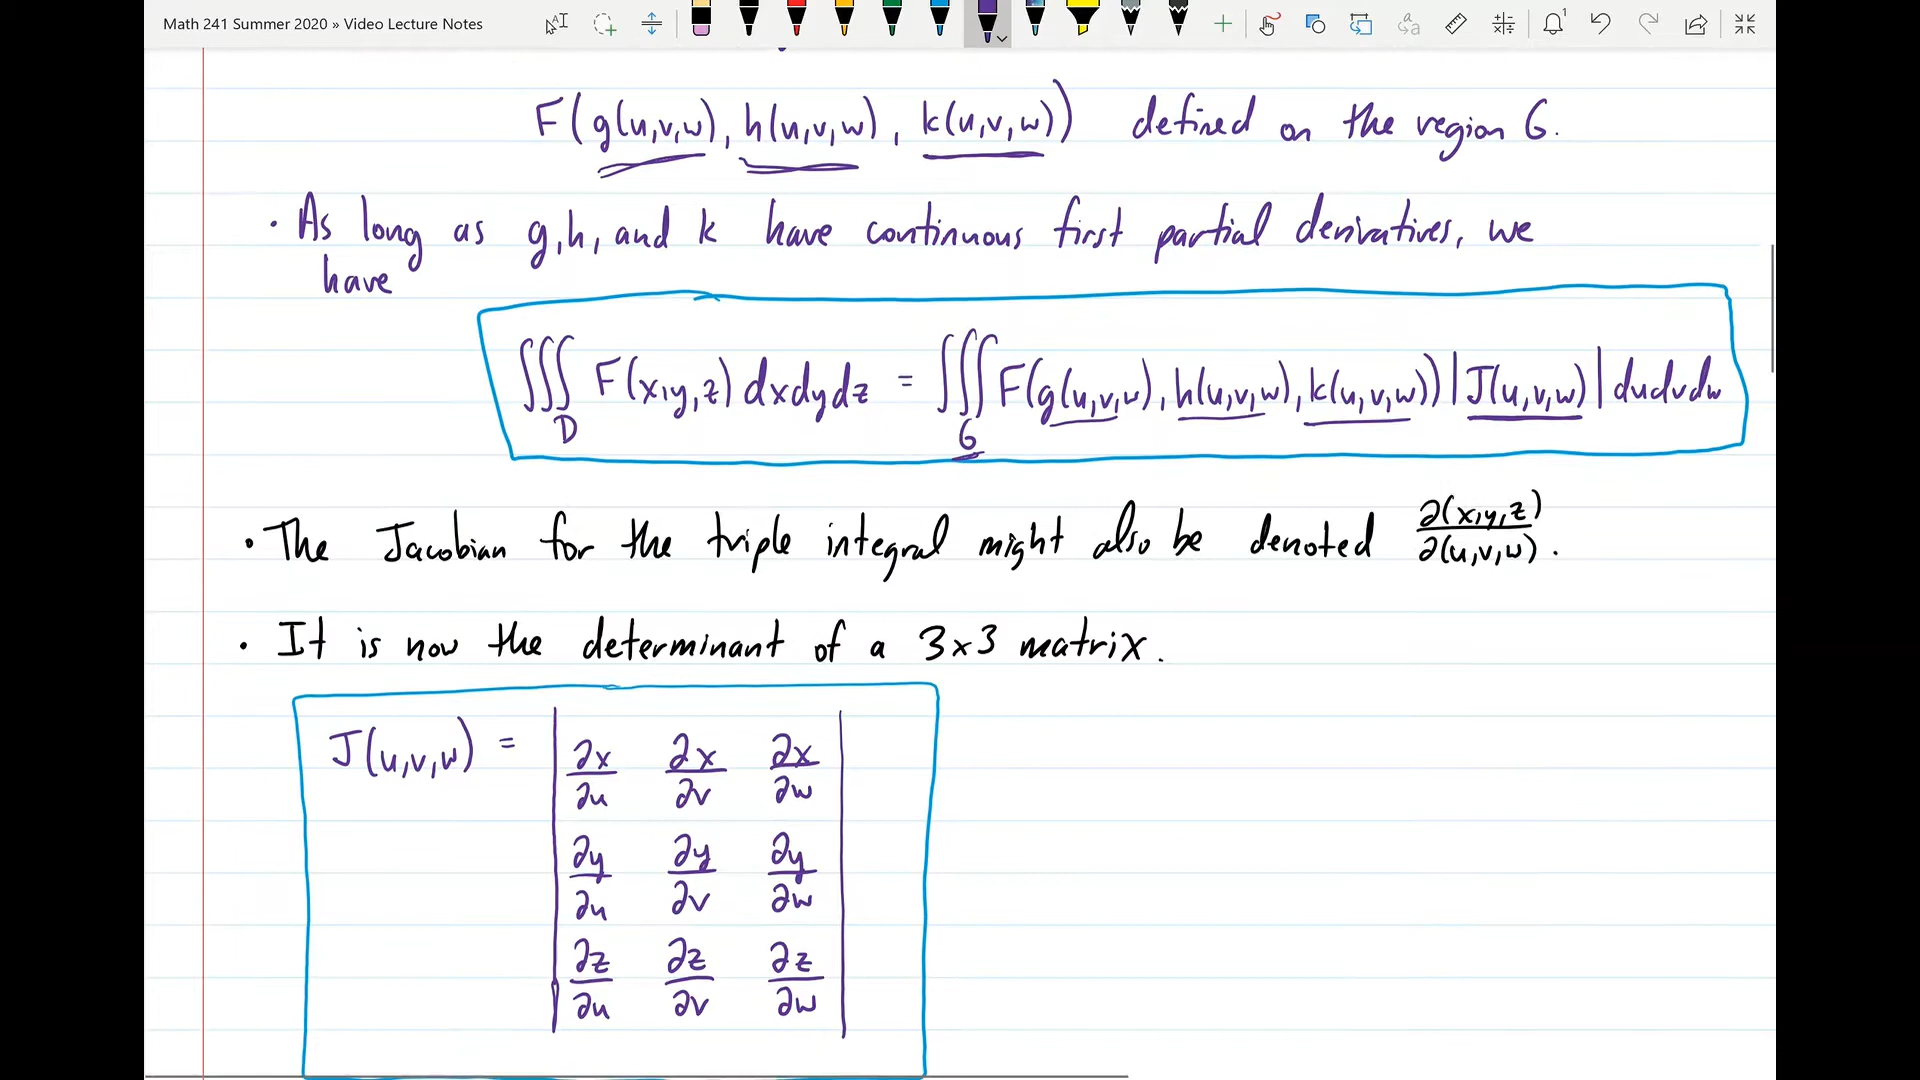 Math 241 Summer 2020 » Video Lecture Notes
F(g(u,v,w), h(u,v,w), k(u,v,w)) defined on the region G.
• As long as g, h, and k have continuous first partial derivatives, we
have
∭_D F(x,y,z) dxdydz = ∭_G F(g(u,v,w), h(u,v,w), k(u,v,w)) |J(u,v,w)| dudvdw
• The Jacobian for the triple integral might also be denoted ∂(x,y,z)/∂(u,v,w).
• It is now the determinant of a 3x3 matrix.
J(u,v,w) = | ∂x/∂u ∂x/∂v ∂x/∂w |
| ∂y/∂u ∂y/∂v ∂y/∂w |
| ∂z/∂u ∂z/∂v ∂z/∂w |